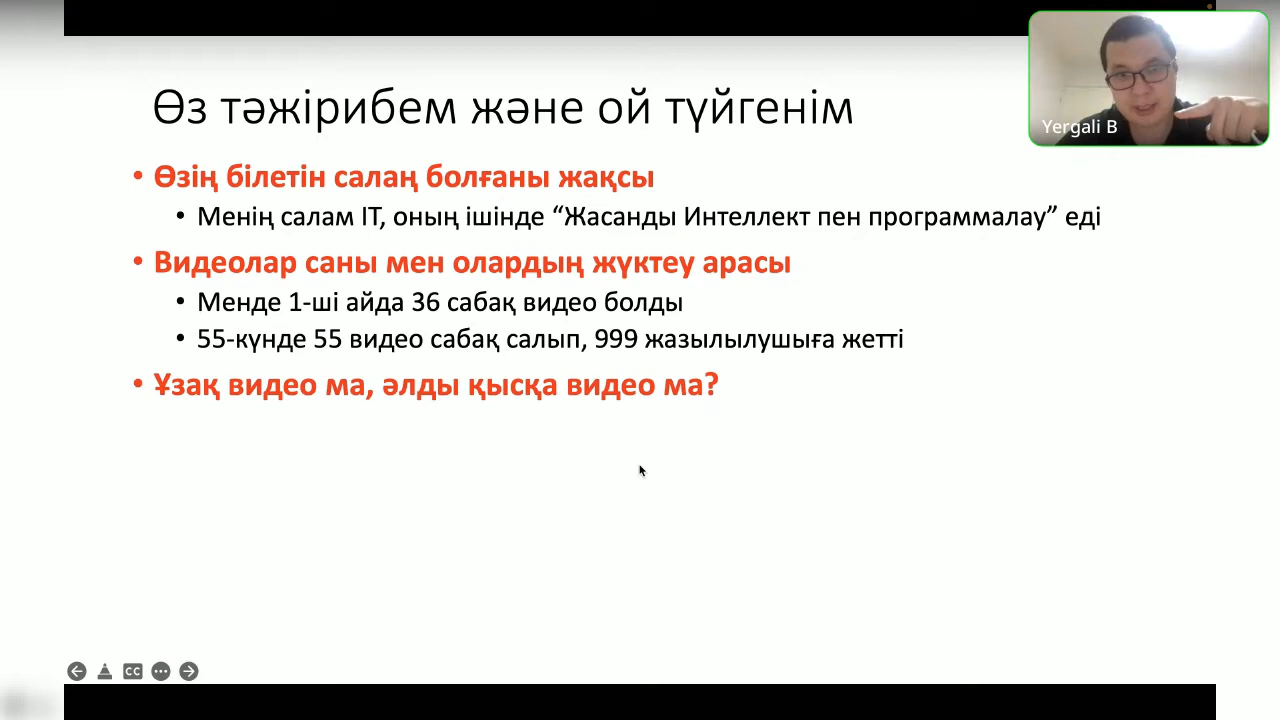 Өз тәжірибем және ой түйгенім
Yergali B
• Өзің білетін салаң болғаны жақсы
• Менің салам IT, оның ішінде “Жасанды Интеллект пен программалау” еді
• Видеолар саны мен олардың жүктеу арасы
• Менде 1-ші айда 36 сабақ видео болды
• 55-күнде 55 видео сабақ салып, 999 жазылылушыға жетті
• Ұзақ видео ма, әлды қысқа видео ма?
CC